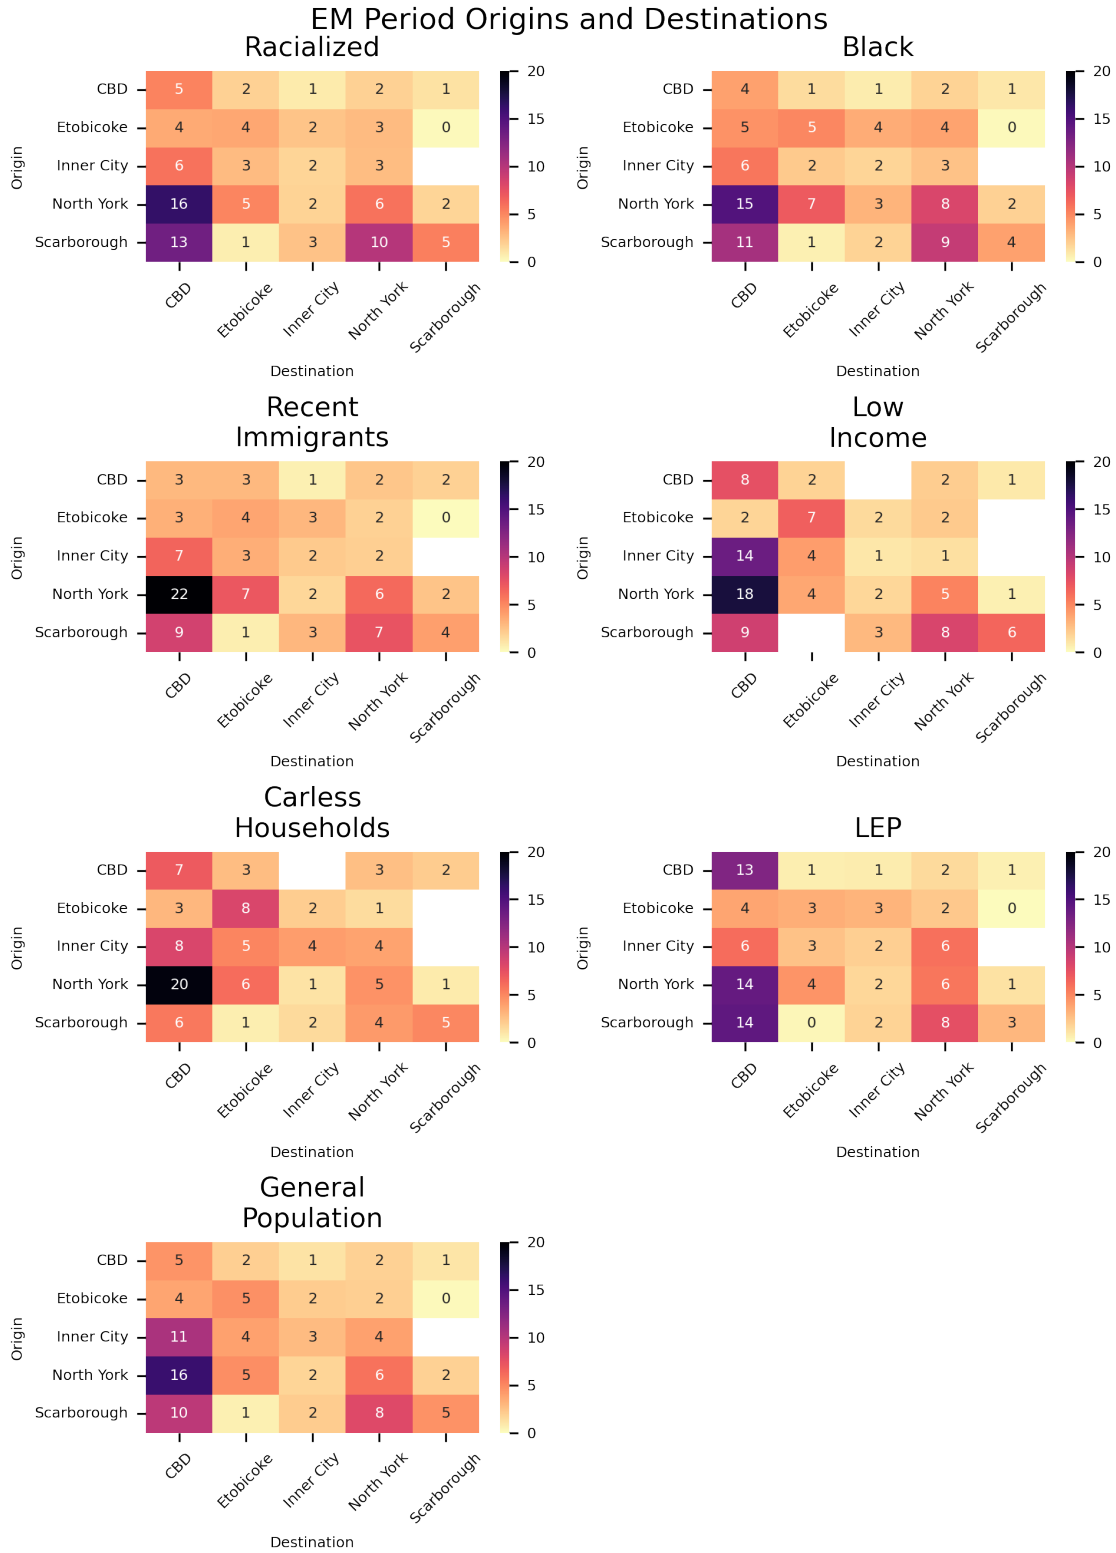 EM Period Origins and Destinations
Racialized
CBD 5 2 1 2 1
Etobicoke 4 4 2 3 0
Inner City 6 3 2 3
North York 16 5 2 6 2
Scarborough 13 1 3 10 5
Origin
CBD Etobicoke Inner City North York Scarborough
Destination
20
15
10
5
0
Black
CBD 4 1 1 2 1
Etobicoke 5 5 4 4 0
Inner City 6 2 2 3
North York 15 7 3 8 2
Scarborough 11 1 2 9 4
Origin
CBD Etobicoke Inner City North York Scarborough
Destination
20
15
10
5
0
Recent
Immigrants
CBD 3 3 1 2 2
Etobicoke 3 4 3 2 0
Inner City 7 3 2 2
North York 22 7 2 6 2
Scarborough 9 1 3 7 4
Origin
CBD Etobicoke Inner City North York Scarborough
Destination
20
15
10
5
0
Low
Income
CBD 8 2 2 1
Etobicoke 2 7 2 2
Inner City 14 4 1 1
North York 18 4 2 5 1
Scarborough 9 3 8 6
Origin
CBD Etobicoke Inner City North York Scarborough
Destination
20
15
10
5
0
Carless
Households
CBD 7 3 3 2
Etobicoke 3 8 2 1
Inner City 8 5 4 4
North York 20 6 1 5 1
Scarborough 6 1 2 4 5
Origin
CBD Etobicoke Inner City North York Scarborough
Destination
20
15
10
5
0
LEP
CBD 13 1 1 2 1
Etobicoke 4 3 3 2 0
Inner City 6 3 2 6
North York 14 4 2 6 1
Scarborough 14 0 2 8 3
Origin
CBD Etobicoke Inner City North York Scarborough
Destination
20
15
10
5
0
General
Population
CBD 5 2 1 2 1
Etobicoke 4 5 2 2 0
Inner City 11 4 3 4
North York 16 5 2 6 2
Scarborough 10 1 2 8 5
Origin
CBD Etobicoke Inner City North York Scarborough
Destination
20
15
10
5
0